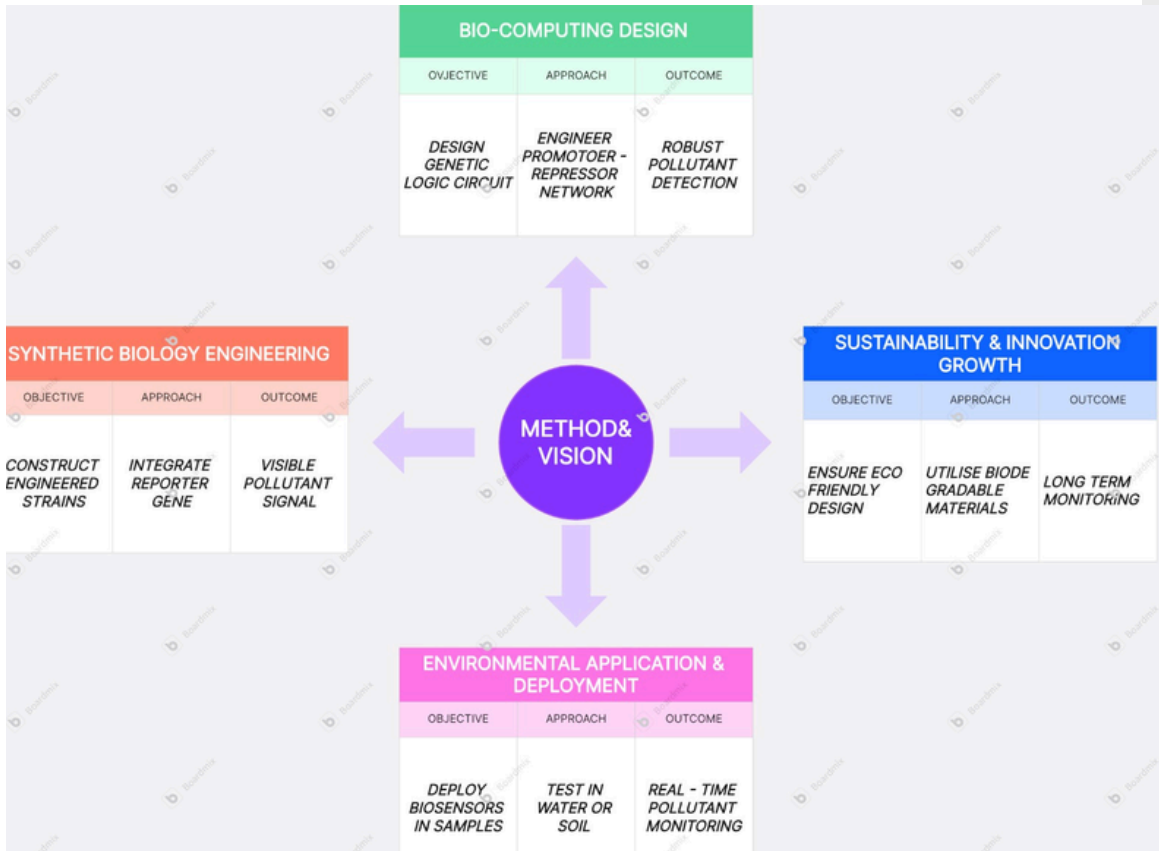 BIO-COMPUTING DESIGN
OVJECTIVE
APPROACH
OUTCOME
DESIGN
GENETIC
LOGIC CIRCUIT
ENGINEER
PROMOTOER -
REPRESSOR
NETWORK
ROBUST
POLLUTANT
DETECTION
SYNTHETIC BIOLOGY ENGINEERING
OBJECTIVE
APPROACH
OUTCOME
CONSTRUCT
ENGINEERED
STRAINS
INTEGRATE
REPORTER
GENE
VISIBLE
POLLUTANT
SIGNAL
METHOD&
VISION
SUSTAINABILITY & INNOVATION
GROWTH
OBJECTIVE
APPROACH
OUTCOME
ENSURE ECO
FRIENDLY
DESIGN
UTILISE BIODE
GRADABLE
MATERIALS
LONG TERM
MONITORING
ENVIRONMENTAL APPLICATION &
DEPLOYMENT
OBJECTIVE
APPROACH
OUTCOME
DEPLOY
BIOSENSORS
IN SAMPLES
TEST IN
WATER OR
SOIL
REAL - TIME
POLLUTANT
MONITORING
Boardmix